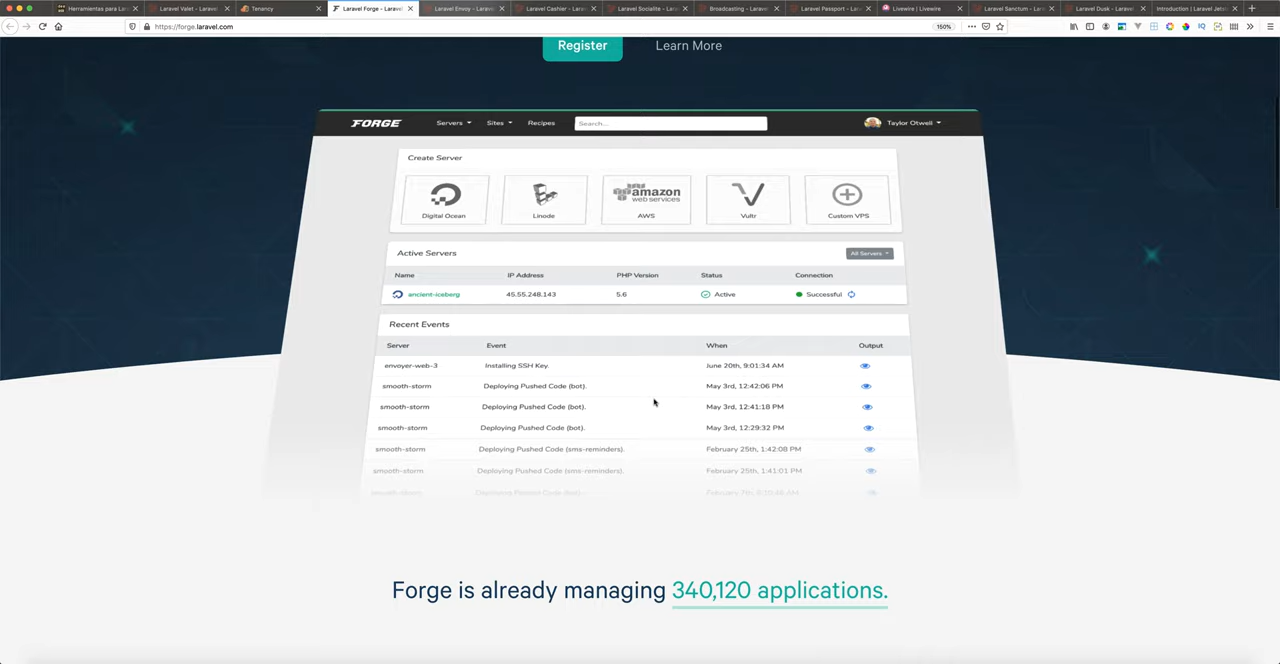 Herramientas para Lar
Laravel Valet - Laravel
Tenancy
Laravel Forge - Laravel
Laravel Envoy - Larav
Laravel Cashier - Larav
Laravel Socialite - Lara
Broadcasting - Laravel
Laravel Passport - Lara
Livewire | Livewire
Laravel Sanctum - Lar
Laravel Dusk - Laravel
Introduction | Laravel Jets
https://forge.laravel.com
150%
Register
Learn More
FORGE
Servers
Sites
Recipes
Search...
Taylor Otwell
Create Server
amazon
web services
Digital Ocean
Linode
AWS
Vultr
Custom VPS
Active Servers
All Servers
Name IP Address PHP Version Status Connection
ancient-iceberg 45.55.248.143 5.6 Active Successful
Recent Events
Server Event When Output
envoyer-web-3 Installing SSH Key. June 20th, 9:01:34 AM
smooth-storm Deploying Pushed Code (bot). May 3rd, 12:42:06 PM
smooth-storm Deploying Pushed Code (bot). May 3rd, 12:41:18 PM
smooth-storm Deploying Pushed Code (bot). May 3rd, 12:29:32 PM
smooth-storm Deploying Pushed Code (sms-reminders). February 25th, 1:42:08 PM
smooth-storm Deploying Pushed Code (sms-reminders). February 25th, 1:41:01 PM
smooth-storm Deploying Pushed Code
Forge is already managing 340,120 applications.